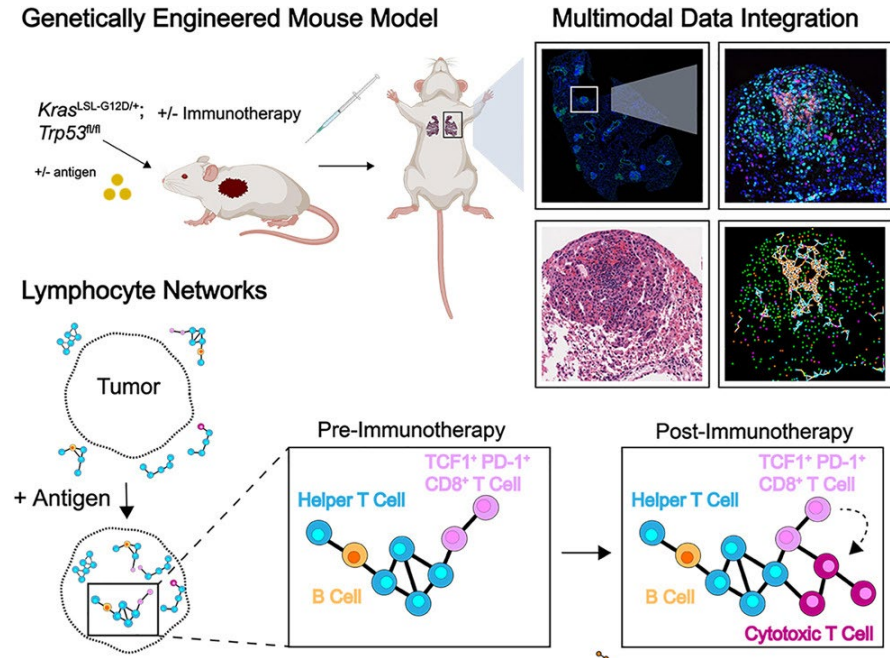 Genetically Engineered Mouse Model
Kras^LSL-G12D/+; +/- Immunotherapy
Trp53^fl/fl
+/- antigen
Multimodal Data Integration
Lymphocyte Networks
Tumor
+ Antigen
Pre-Immunotherapy
TCF1⁺ PD-1⁺
CD8⁺ T Cell
Helper T Cell
B Cell
Post-Immunotherapy
TCF1⁺ PD-1⁺
CD8⁺ T Cell
Helper T Cell
B Cell
Cytotoxic T Cell